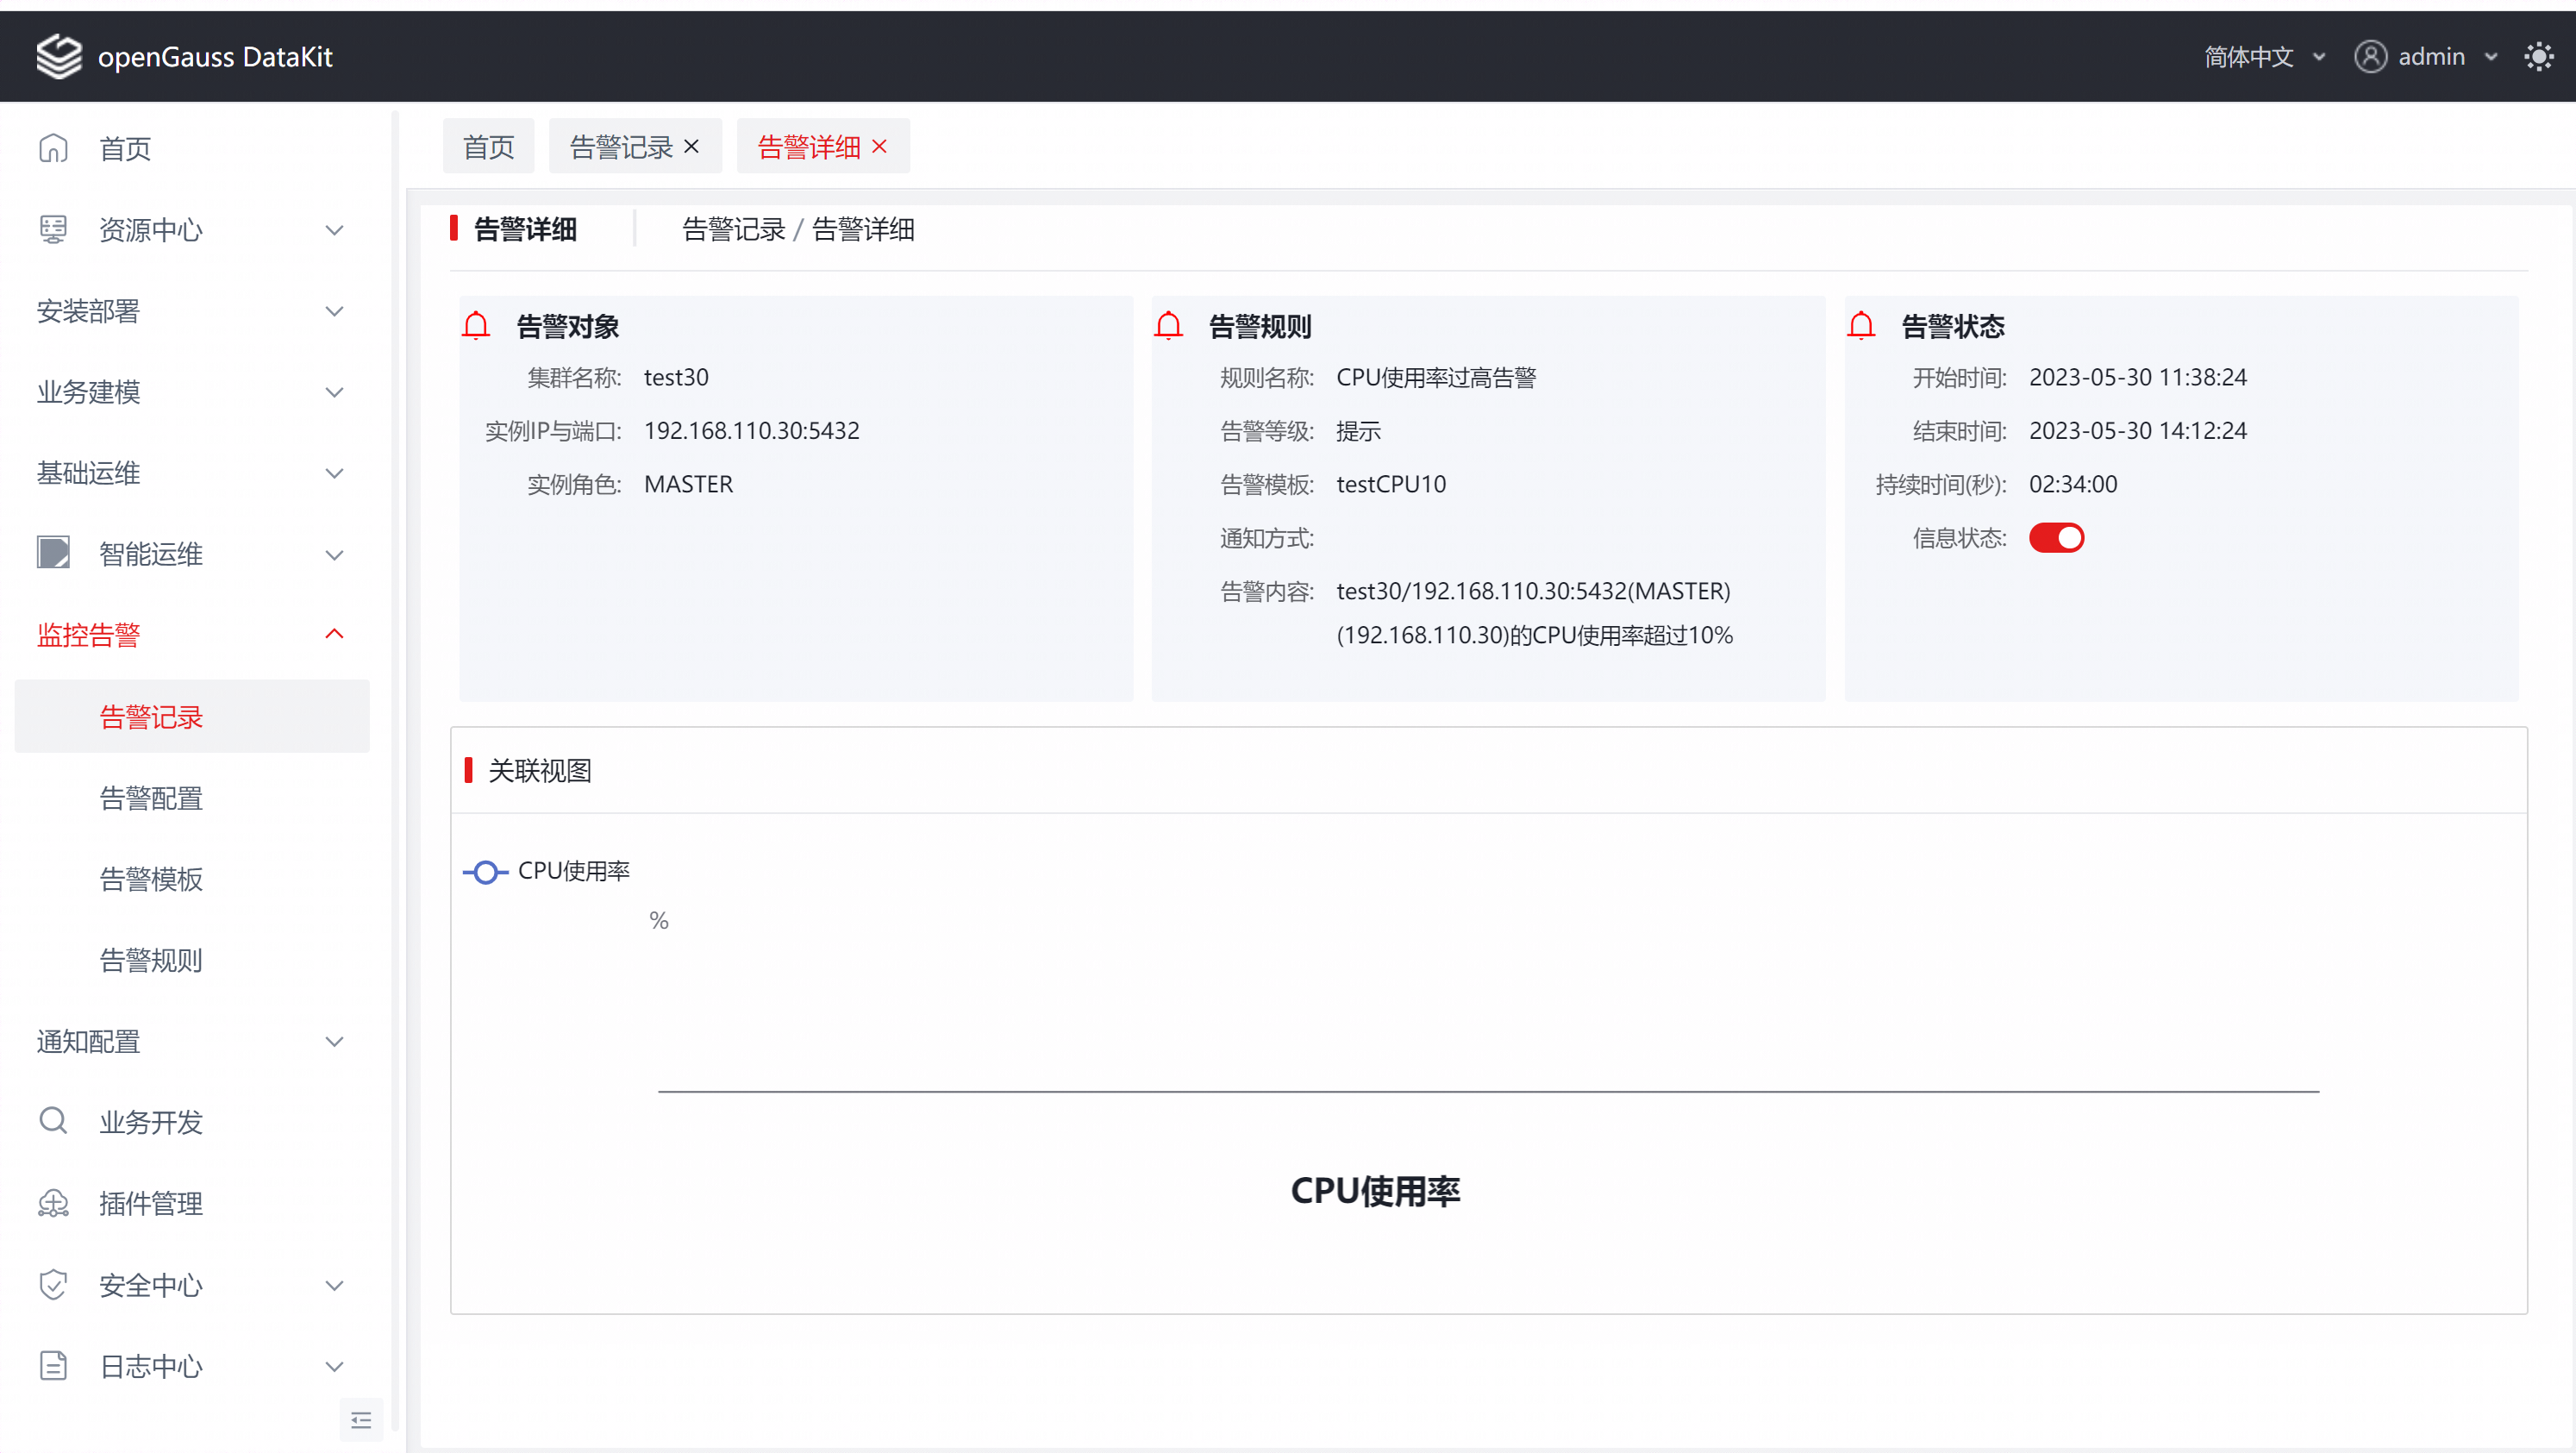 openGauss DataKit
简体中文
admin
首页
资源中心
安装部署
业务建模
基础运维
智能运维
监控告警
告警记录
告警配置
告警模板
告警规则
通知配置
业务开发
插件管理
安全中心
日志中心
首页
告警记录
告警详细
告警详细
告警记录 / 告警详细
告警对象
集群名称: test30
实例IP与端口: 192.168.110.30:5432
实例角色: MASTER
告警规则
规则名称: CPU使用率过高告警
告警等级: 提示
告警模板: testCPU10
通知方式:
告警内容: test30/192.168.110.30:5432(MASTER)
(192.168.110.30)的CPU使用率超过10%
告警状态
开始时间: 2023-05-30 11:38:24
结束时间: 2023-05-30 14:12:24
持续时间(秒): 02:34:00
信息状态:
关联视图
CPU使用率
%
CPU使用率